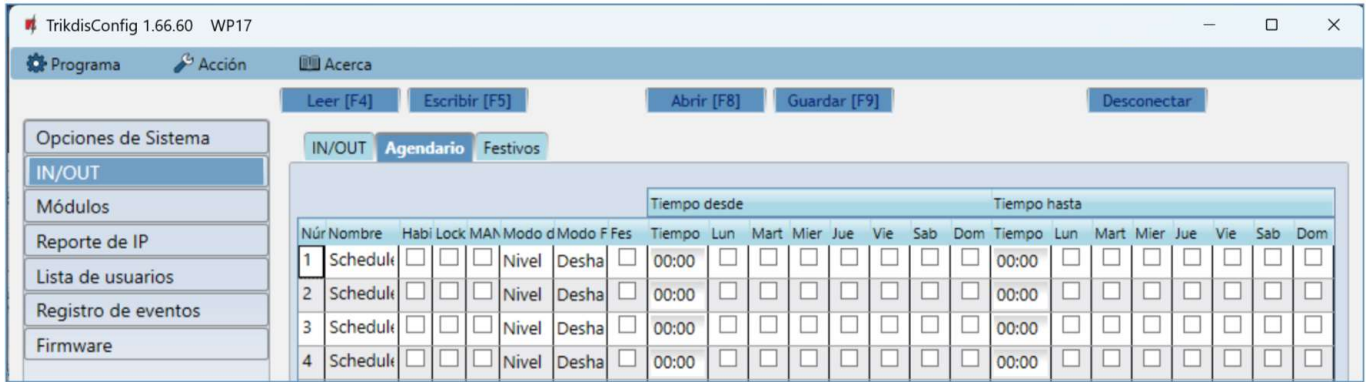 TrikdisConfig 1.66.60 WP17
Programa Acción Acerca
Leer [F4] Escribir [F5] Abrir [F8] Guardar [F9] Desconectar
Opciones de Sistema
IN/OUT
Módulos
Reporte de IP
Lista de usuarios
Registro de eventos
Firmware
IN/OUT Agendario Festivos
Tiempo desde Tiempo hasta
Núr Nombre Habi Lock MAN Modo d Modo F Fes Tiempo Lun Mart Mier Jue Vie Sab Dom Tiempo Lun Mart Mier Jue Vie Sab Dom
1 Schedule Nivel Desha 00:00 00:00
2 Schedule Nivel Desha 00:00 00:00
3 Schedule Nivel Desha 00:00 00:00
4 Schedule Nivel Desha 00:00 00:00